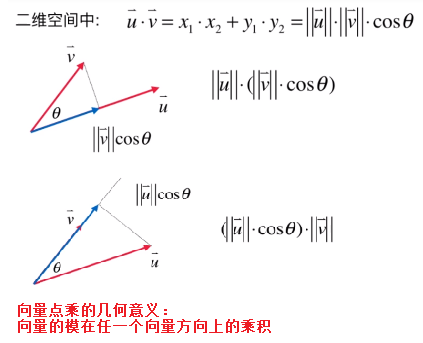 二维空间中: $\vec{u}\cdot\vec{v}=x_1\cdot x_2+y_1\cdot y_2=||\vec{u}||\cdot||\vec{v}||\cdot\cos\theta$
$\vec{v}$
$||\vec{u}||\cdot(||\vec{v}||\cdot\cos\theta)$
$\vec{u}$
$\theta$
$||\vec{v}||\cos\theta$
$||\vec{u}||\cos\theta$
$\vec{v}$
$(||\vec{u}||\cdot\cos\theta)\cdot||\vec{v}||$
$\theta$
$\vec{u}$
向量点乘的几何意义:
向量的模在任一个向量方向上的乘积